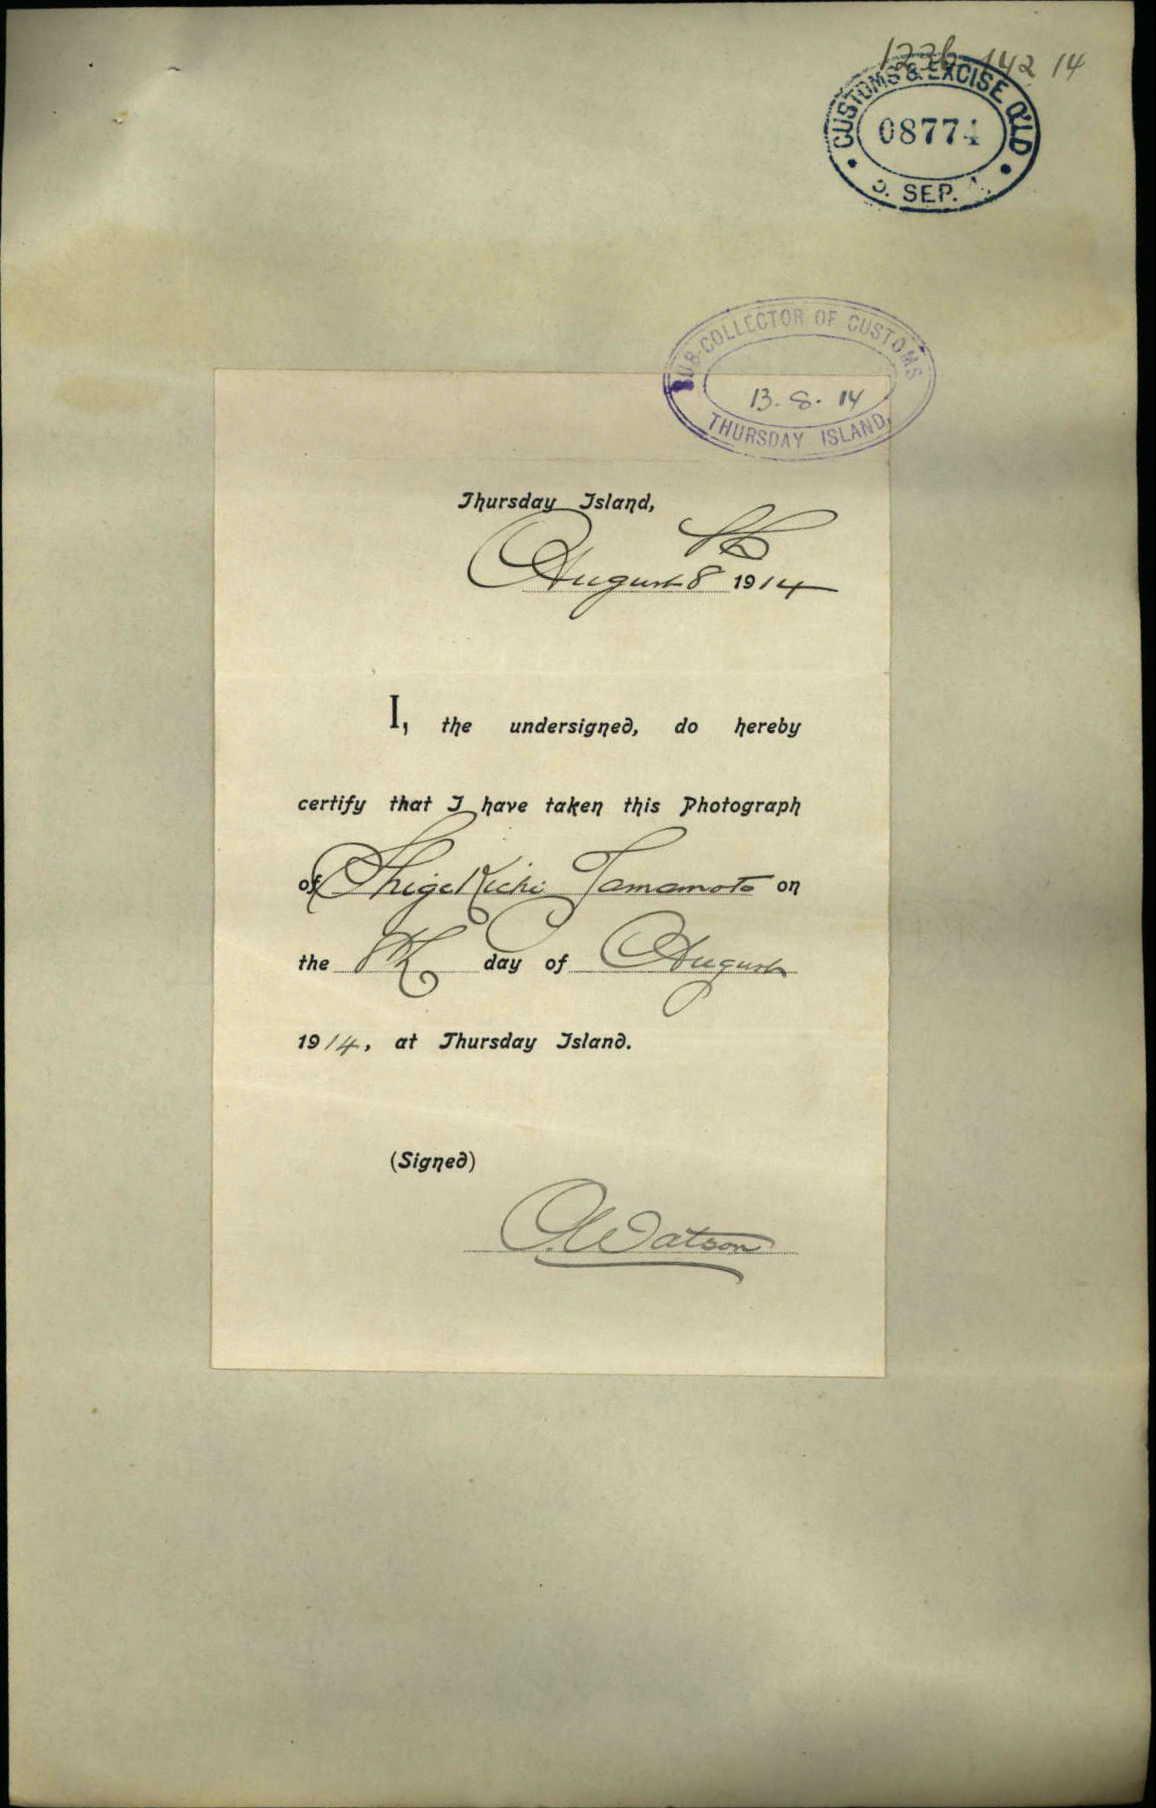 1236 142 14
CUSTOMS & EXCISE Q'LD
08774
SEP.
SUB-COLLECTOR OF CUSTOMS
13. 8. 14
THURSDAY ISLAND,
Thursday Island,
August 8th 1914
I, the undersigned, do hereby
certify that I have taken this Photograph
of ShigeKichi Yamamoto on
the 8th day of August
1914, at Thursday Island.
(Signed)
O. Watson